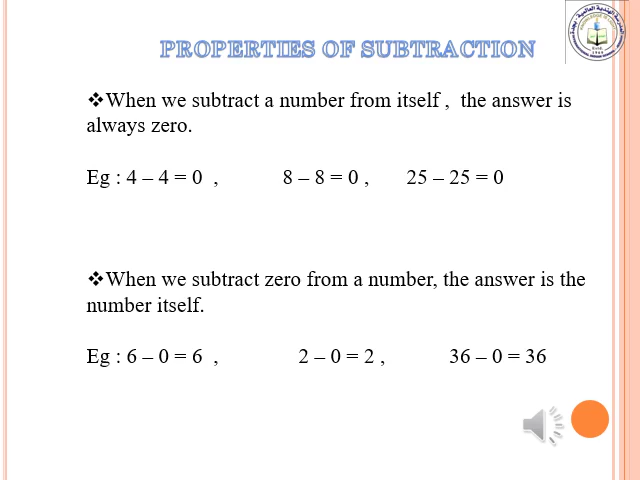 PROPERTIES OF SUBTRACTION
❖When we subtract a number from itself , the answer is
always zero.
Eg : 4 – 4 = 0 , 8 – 8 = 0 , 25 – 25 = 0
❖When we subtract zero from a number, the answer is the
number itself.
Eg : 6 – 0 = 6 , 2 – 0 = 2 , 36 – 0 = 36